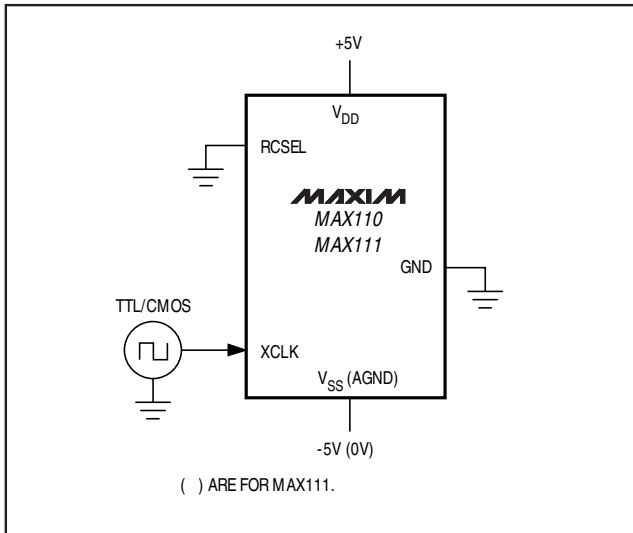 +5V
VDD
RCSEL
MAXIM
MAX110
MAX111
GND
TTL/CMOS
XCLK
VSS (AGND)
-5V (0V)
( ) ARE FOR MAX111.